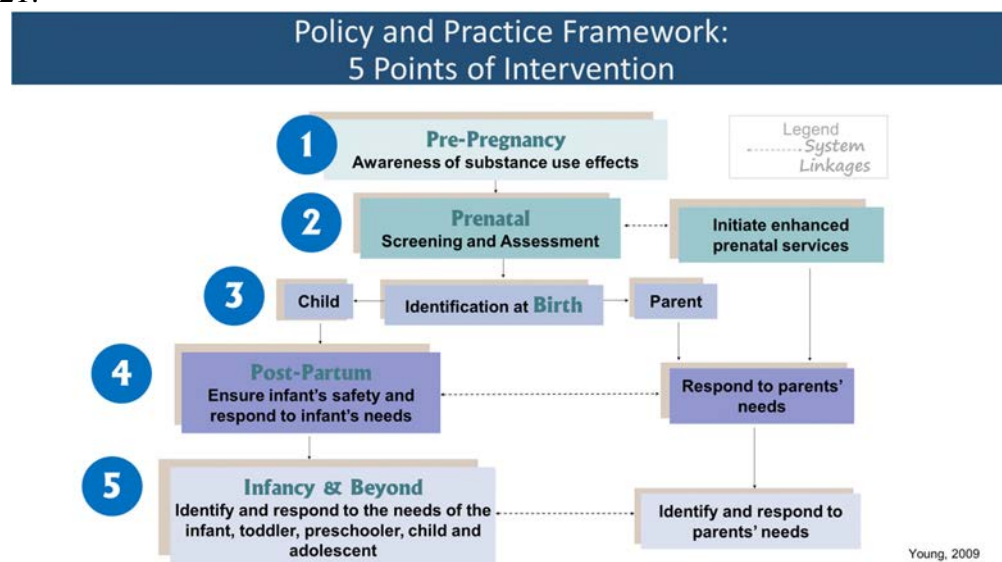 21.
Policy and Practice Framework:
5 Points of Intervention
Legend
System
Linkages
1
Pre-Pregnancy
Awareness of substance use effects
2
Prenatal
Screening and Assessment
Initiate enhanced
prenatal services
3
Child
Identification at Birth
Parent
4
Post-Partum
Ensure infant's safety and
respond to infant's needs
Respond to parents'
needs
5
Infancy & Beyond
Identify and respond to the needs of the
infant, toddler, preschooler, child and
adolescent
Identify and respond to
parents' needs
Young, 2009